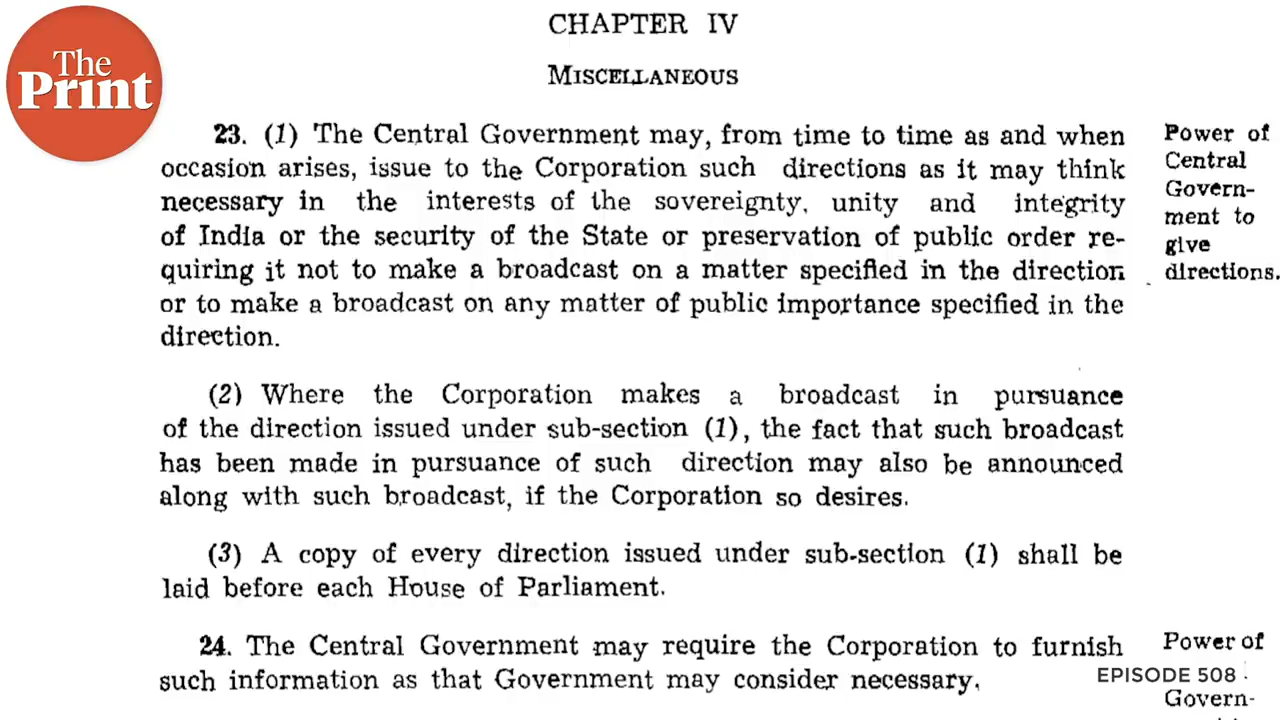 The
Print
CHAPTER IV
MISCELLANEOUS
23. (1) The Central Government may, from time to time as and when
occasion arises, issue to the Corporation such directions as it may think
necessary in the interests of the sovereignty, unity and integrity
of India or the security of the State or preservation of public order re-
quiring it not to make a broadcast on a matter specified in the direction
or to make a broadcast on any matter of public importance specified in the
direction.
Power of
Central
Govern-
ment to
give
directions.
(2) Where the Corporation makes a broadcast in pursuance
of the direction issued under sub-section (1), the fact that such broadcast
has been made in pursuance of such direction may also be announced
along with such broadcast, if the Corporation so desires.
(3) A copy of every direction issued under sub-section (1) shall be
laid before each House of Parliament.
24. The Central Government may require the Corporation to furnish
such information as that Government may consider necessary.
Power of
EPISODE 508
Govern-